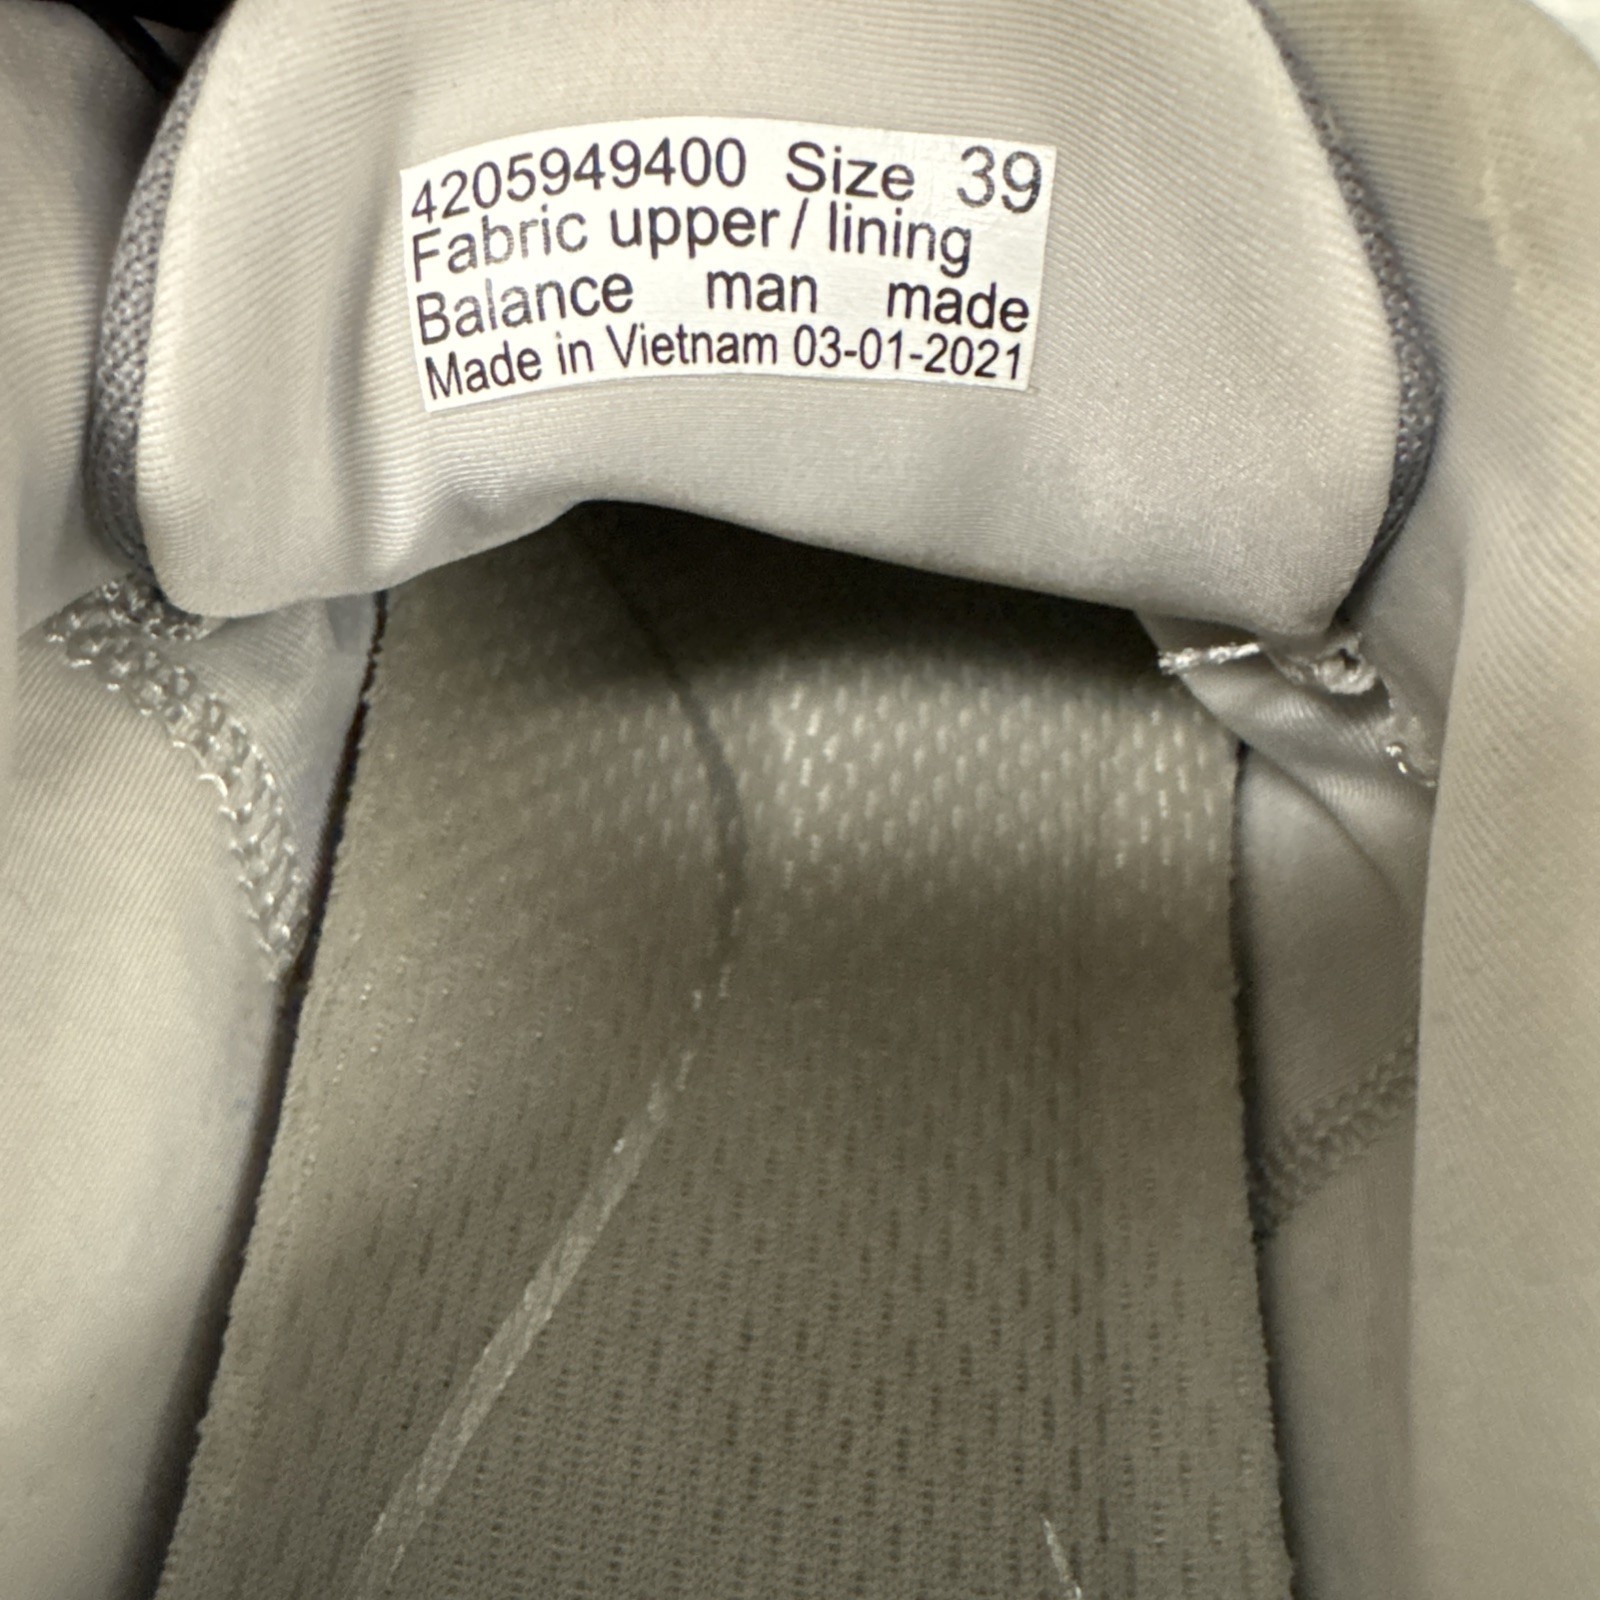 4205949400 Size 39
Fabric upper / lining
Balance man made
Made in Vietnam 03-01-2021